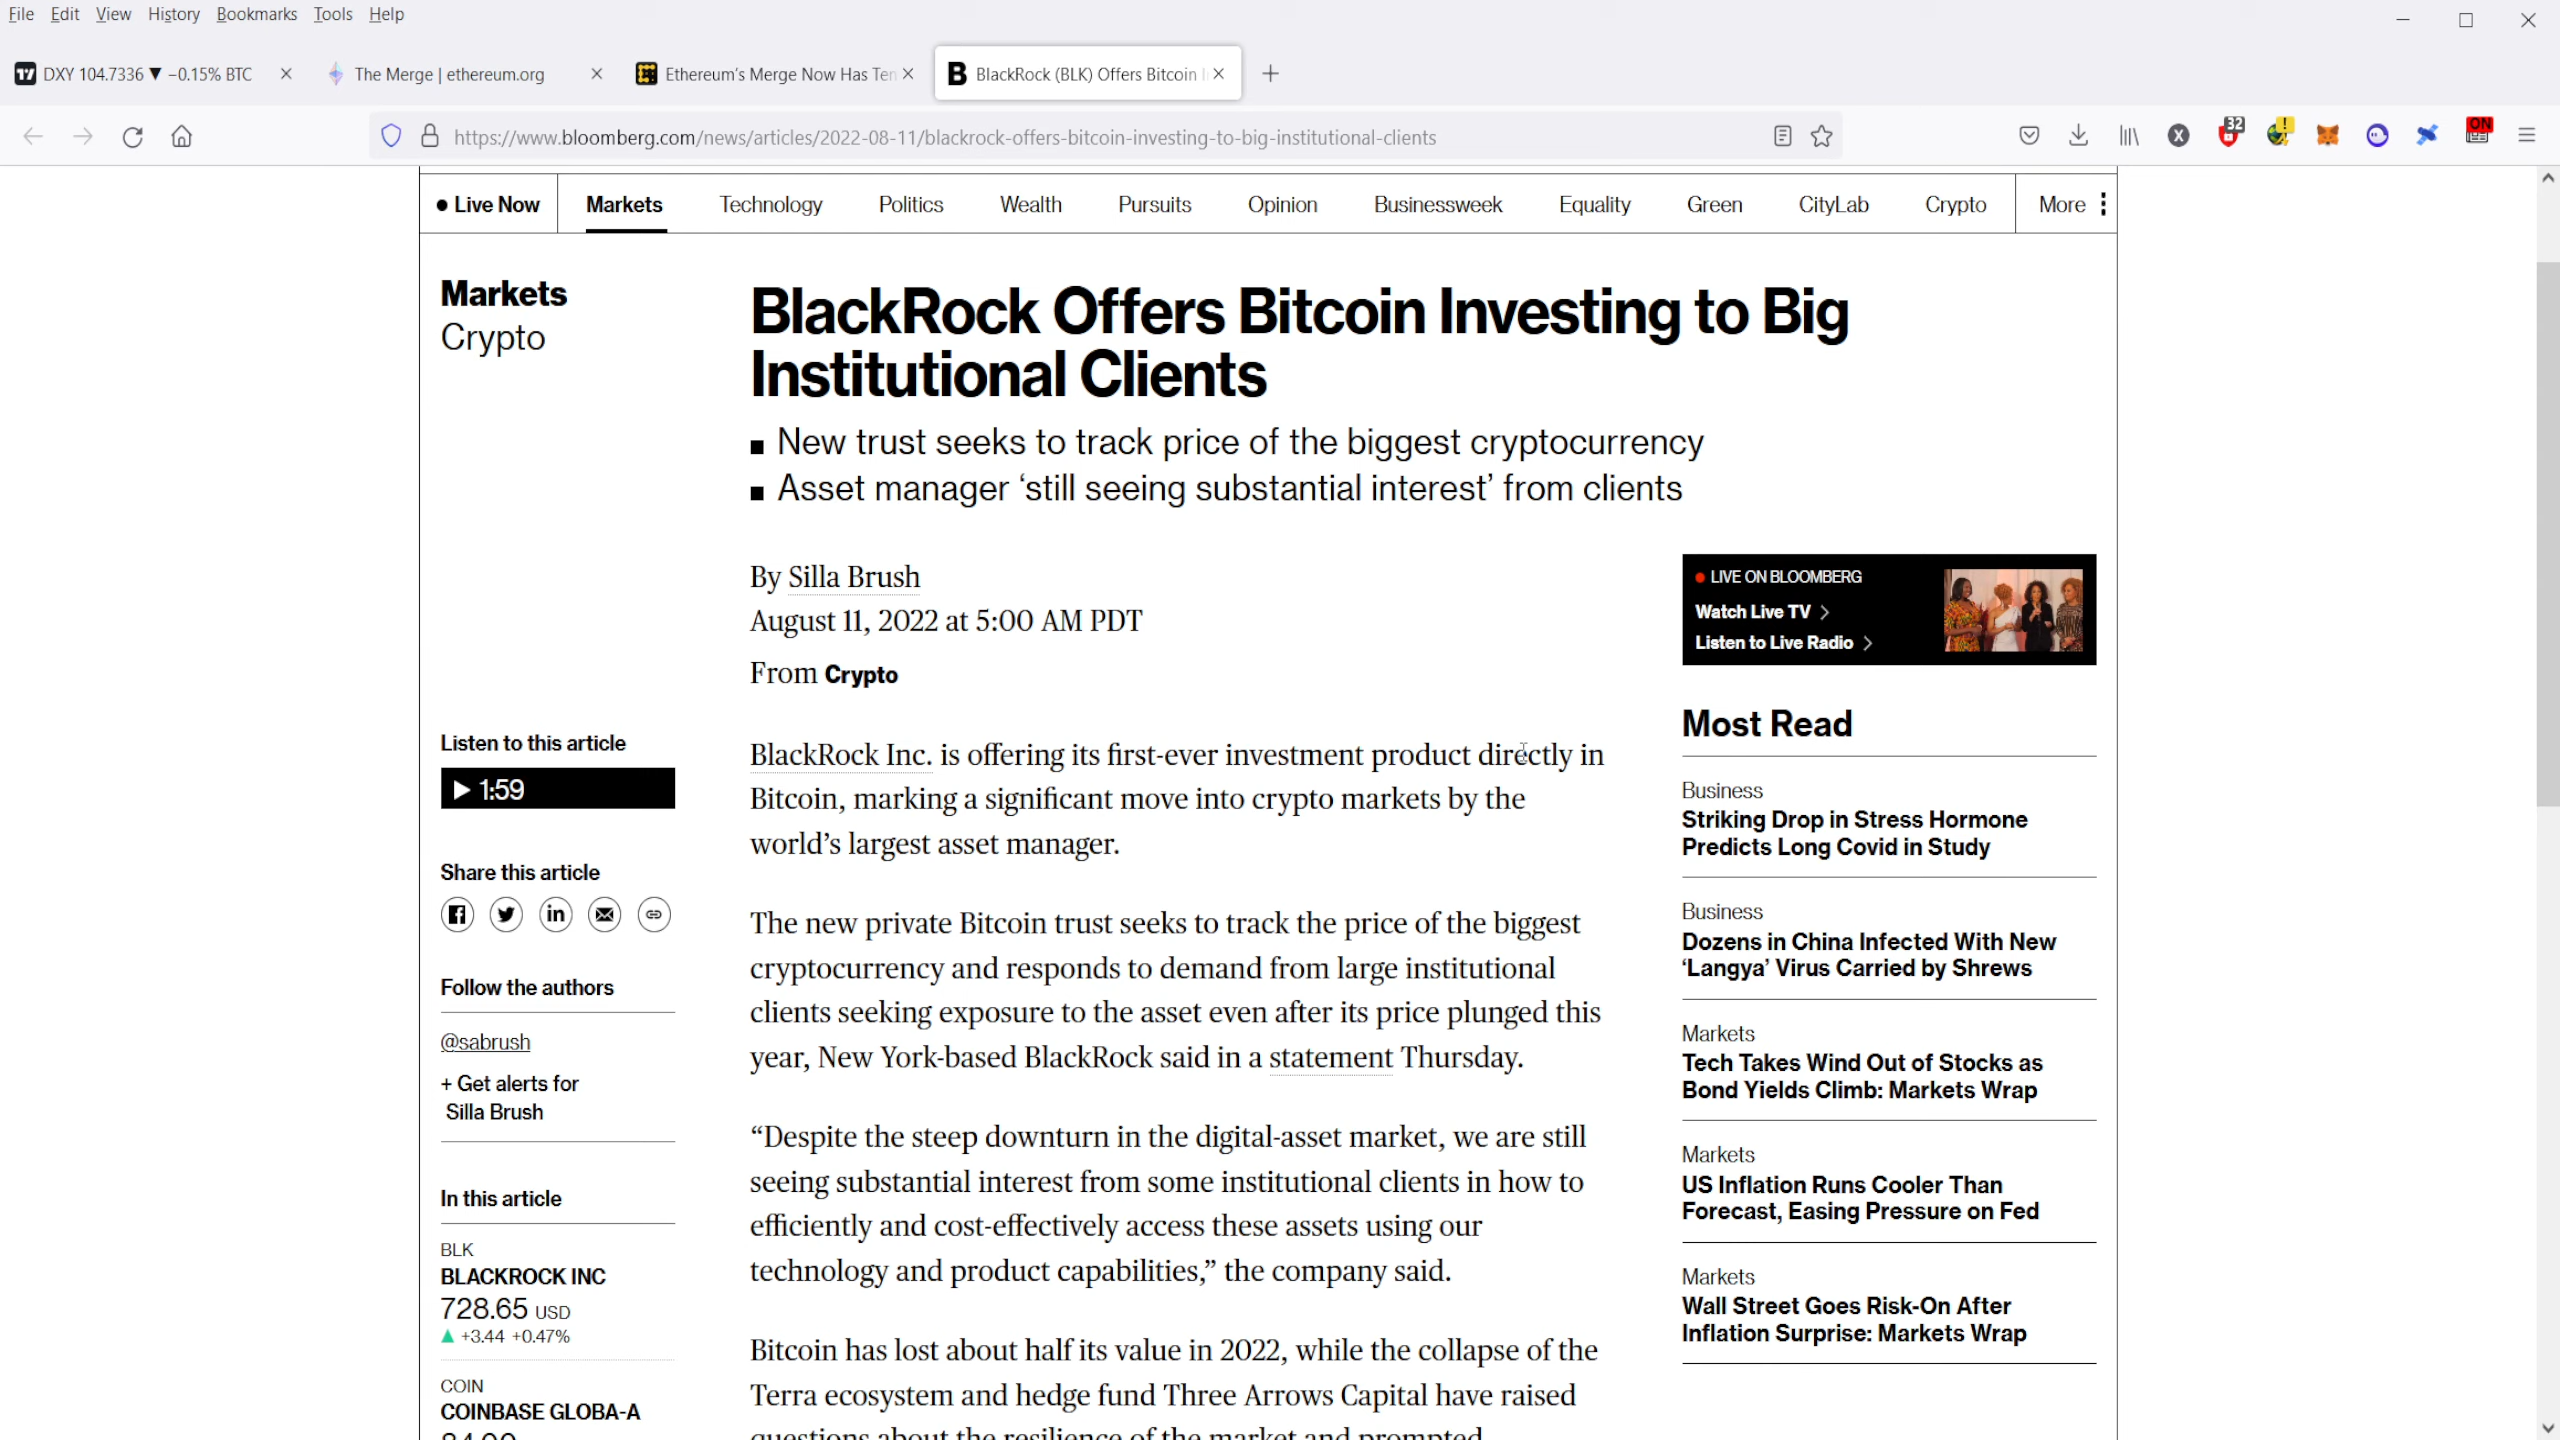 File Edit View History Bookmarks Tools Help
DXY 104.7336 ▼ −0.15% BTC
The Merge | ethereum.org
Ethereum's Merge Now Has Ten
BlackRock (BLK) Offers Bitcoin I
https://www.bloomberg.com/news/articles/2022-08-11/blackrock-offers-bitcoin-investing-to-big-institutional-clients
X
32
!
ON
Live Now Markets Technology Politics Wealth Pursuits Opinion Businessweek Equality Green CityLab Crypto More
Markets
Crypto
BlackRock Offers Bitcoin Investing to Big
Institutional Clients
New trust seeks to track price of the biggest cryptocurrency
Asset manager ‘still seeing substantial interest’ from clients
By Silla Brush
August 11, 2022 at 5:00 AM PDT
From Crypto
Listen to this article
1:59
Share this article
Follow the authors
@sabrush
+ Get alerts for
Silla Brush
In this article
BLK
BLACKROCK INC
728.65 USD
▲ +3.44 +0.47%
COIN
COINBASE GLOBA-A
BlackRock Inc. is offering its first-ever investment product directly in
Bitcoin, marking a significant move into crypto markets by the
world’s largest asset manager.
The new private Bitcoin trust seeks to track the price of the biggest
cryptocurrency and responds to demand from large institutional
clients seeking exposure to the asset even after its price plunged this
year, New York-based BlackRock said in a statement Thursday.
“Despite the steep downturn in the digital-asset market, we are still
seeing substantial interest from some institutional clients in how to
efficiently and cost-effectively access these assets using our
technology and product capabilities,” the company said.
Bitcoin has lost about half its value in 2022, while the collapse of the
Terra ecosystem and hedge fund Three Arrows Capital have raised
questions about the resilience of the market and prompted
LIVE ON BLOOMBERG
Watch Live TV
Listen to Live Radio
Most Read
Business
Striking Drop in Stress Hormone
Predicts Long Covid in Study
Business
Dozens in China Infected With New
‘Langya’ Virus Carried by Shrews
Markets
Tech Takes Wind Out of Stocks as
Bond Yields Climb: Markets Wrap
Markets
US Inflation Runs Cooler Than
Forecast, Easing Pressure on Fed
Markets
Wall Street Goes Risk-On After
Inflation Surprise: Markets Wrap